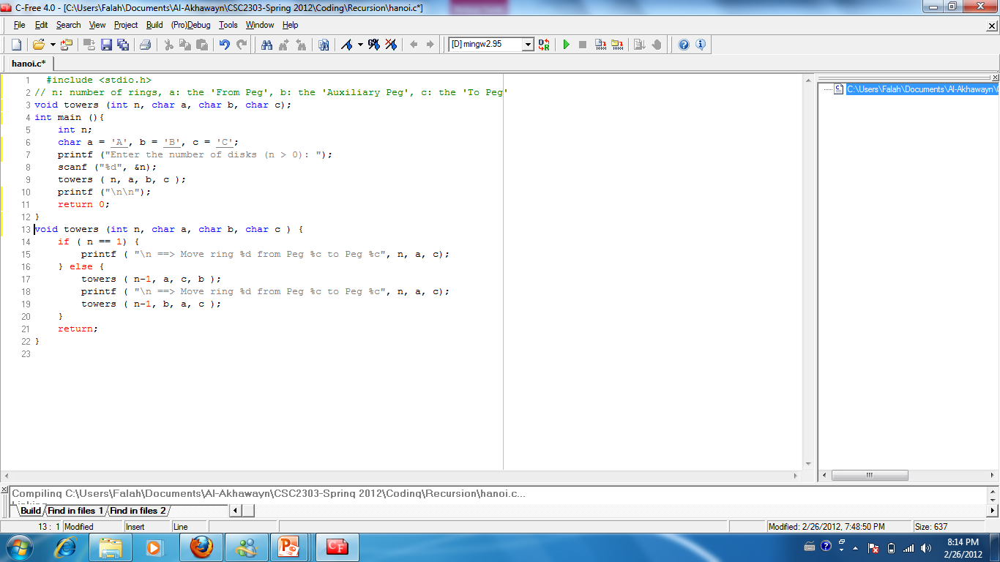 C-Free 4.0 - [C:\Users\Falah\Documents\Al-Akhawayn\CSC2303-Spring 2012\Coding\Recursion\hanoi.c*]
File Edit Search View Project Build (Pro)Debug Tools Window Help
[D] mingw2.95
hanoi.c*
1 #include <stdio.h>
2 // n: number of rings, a: the 'From Peg', b: the 'Auxiliary Peg', c: the 'To Peg'
3 void towers (int n, char a, char b, char c);
4 int main (){
5 int n;
6 char a = 'A', b = 'B', c = 'C';
7 printf ("Enter the number of disks (n > 0): ");
8 scanf ("%d", &n);
9 towers ( n, a, b, c );
10 printf ("\n\n");
11 return 0;
12 }
13 void towers (int n, char a, char b, char c ) {
14 if ( n == 1) {
15 printf ( "\n ==> Move ring %d from Peg %c to Peg %c", n, a, c);
16 } else {
17 towers ( n-1, a, c, b );
18 printf ( "\n ==> Move ring %d from Peg %c to Peg %c", n, a, c);
19 towers ( n-1, b, a, c );
20 }
21 return;
22 }
23
C:\Users\Falah\Documents\Al-Akhawayn\
Compiling C:\Users\Falah\Documents\Al-Akhawayn\CSC2303-Spring 2012\Coding\Recursion\hanoi.c...
Build Find in files 1 Find in files 2
13 : 1 Modified Insert Line Modified: 2/26/2012, 7:48:50 PM Size: 637
8:14 PM
2/26/2012